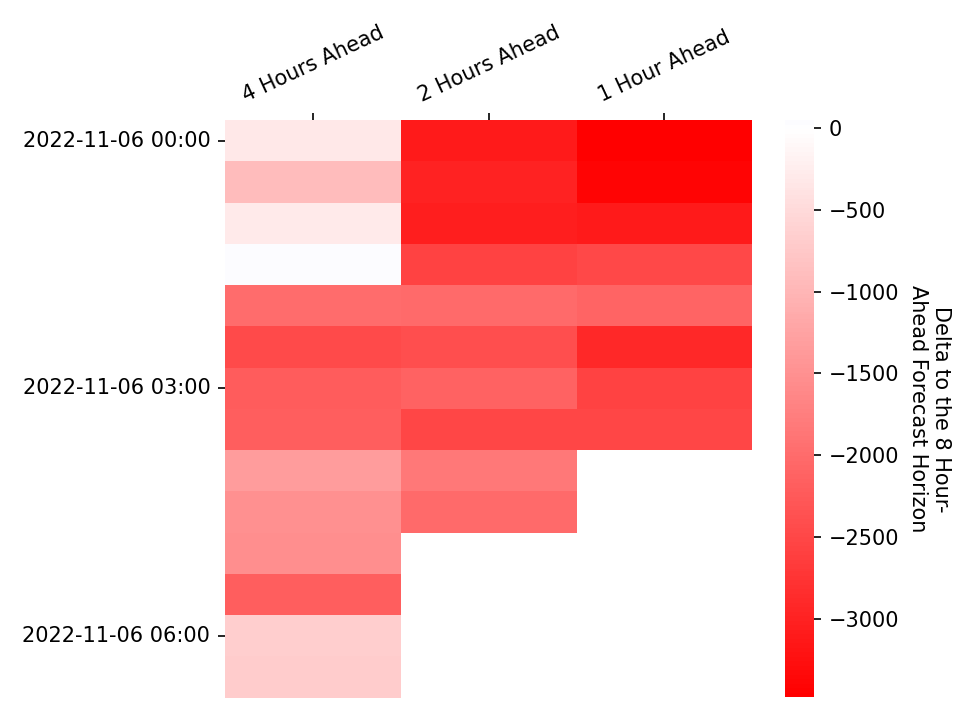 4 Hours Ahead
2 Hours Ahead
1 Hour Ahead
2022-11-06 00:00
2022-11-06 03:00
2022-11-06 06:00
0
−500
−1000
−1500
−2000
−2500
−3000
Delta to the 8 Hour-
Ahead Forecast Horizon